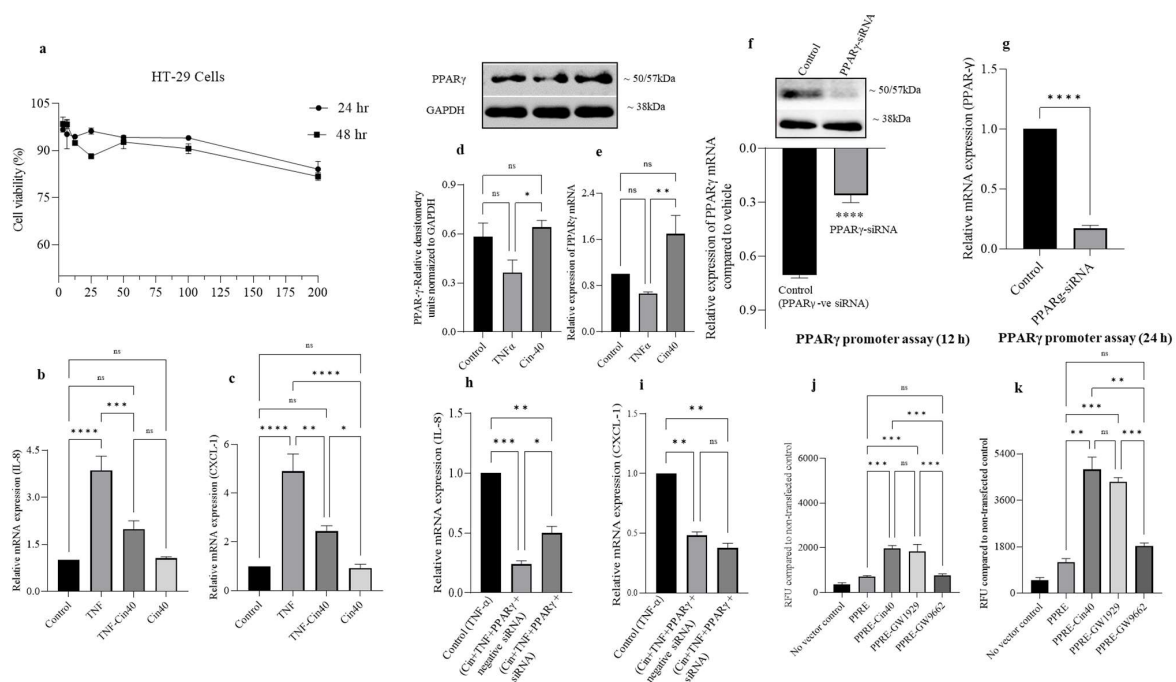 a
HT-29 Cells
24 hr
48 hr
Cell viability (%)
105
90
75
60
0
25
50
75
100
125
150
175
200
PPARγ
~ 50/57kDa
GAPDH
~ 38kDa
d
PPAR-γ-Relative densitometry
units normaized to GAPDH
0.9
0.6
0.3
0.0
ns
ns
*
Control
TNFα
Cin-40
e
Relative expression of PPARγ mRNA
2.4
1.6
0.8
0.0
ns
ns
**
Control
TNFα
Cin40
f
Control
PPARγ-siRNA
~ 50/57kDa
~ 38kDa
Relative expression of PPARγ mRNA
compared to vehicle
0.0
0.3
0.6
0.9
****
PPARγ-siRNA
Control
(PPARγ -ve siRNA)
g
Relative mRNA expression (PPAR-γ)
1.5
1.0
0.5
0.0
****
Control
PPARg-siRNA
b
Relative mRNA expression (IL-8)
4.5
3.6
2.4
1.2
0.0
ns
ns
***
****
ns
Control
TNF
TNF-Cin40
Cin40
c
Relative mRNA expression (CXCL-1)
6
4
2
0
ns
****
ns
****
**
*
Control
TNF
TNF-Cin40
Cin40
h
Relative mRNA expression (IL-8)
1.5
1.0
0.5
0.0
**
***
*
Control (TNF-α)
(Cin+TNF+PPARγ+
negative siRNA)
(Cin+TNF+PPARγ+
siRNA)
i
Relative mRNA expression (CXCL-1)
1.5
1.0
0.5
0.0
**
**
ns
Control (TNF-α)
(Cin+TNF+PPARγ+
negative siRNA)
(Cin+TNF+PPARγ+
siRNA)
PPARγ promoter assay (12 h)
j
RFU compared to non-transfected control
6000
4000
2000
0
ns
***
***
***
ns
***
No vector control
PPRE
PPRE-Cin40
PPRE-GW1929
PPRE-GW9662
PPARγ promoter assay (24 h)
k
RFU compared to non-transfected control
5400
3600
1800
0
ns
**
***
**
ns
***
No vector control
PPRE
PPRE-Cin40
PPRE-GW1929
PPRE-GW9662